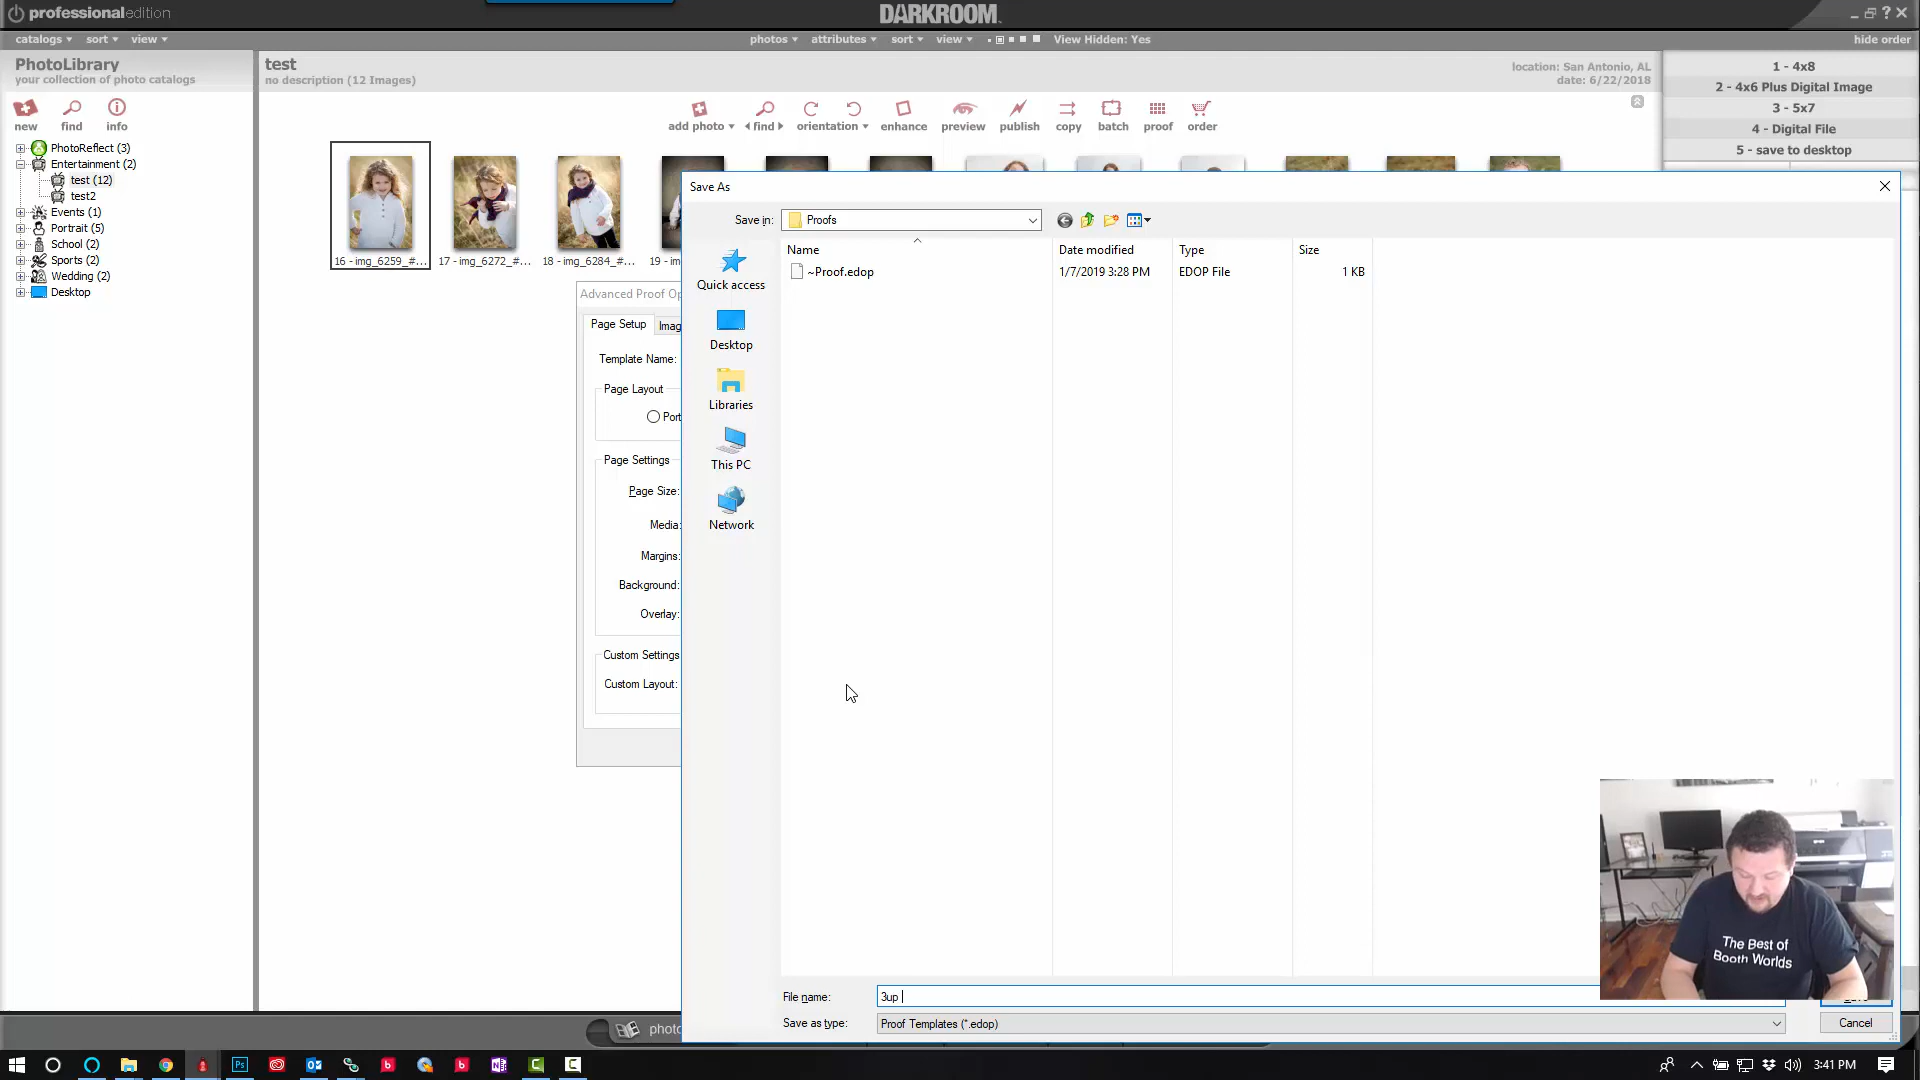 professionaledition
DARKROOM
catalogs sort view
photos attributes sort view View Hidden: Yes
hide order
PhotoLibrary
your collection of photo catalogs
test
no description (12 Images)
location: San Antonio, AL
date: 6/22/2018
1 - 4x8
2 - 4x6 Plus Digital Image
3 - 5x7
4 - Digital File
5 - save to desktop
new find info
add photo find orientation enhance preview publish copy batch proof order
PhotoReflect (3)
Entertainment (2)
test (12)
test2
Events (1)
Portrait (5)
School (2)
Sports (2)
Wedding (2)
Desktop
16 - img_6259_#...
17 - img_6272_#...
18 - img_6284_#...
19 - i
Advanced Proof Op
Page Setup Imag
Template Name:
Page Layout
Port
Page Settings
Page Size:
Media:
Margins:
Background:
Overlay:
Custom Settings
Custom Layout:
Save As
Save in: Proofs
Name Date modified Type Size
~Proof.edop 1/7/2019 3:28 PM EDOP File 1 KB
Quick access
Desktop
Libraries
This PC
Network
File name: 3up
Save as type: Proof Templates (*.edop)
Cancel
The Best of
Booth Worlds
photo
Ps
3:41 PM